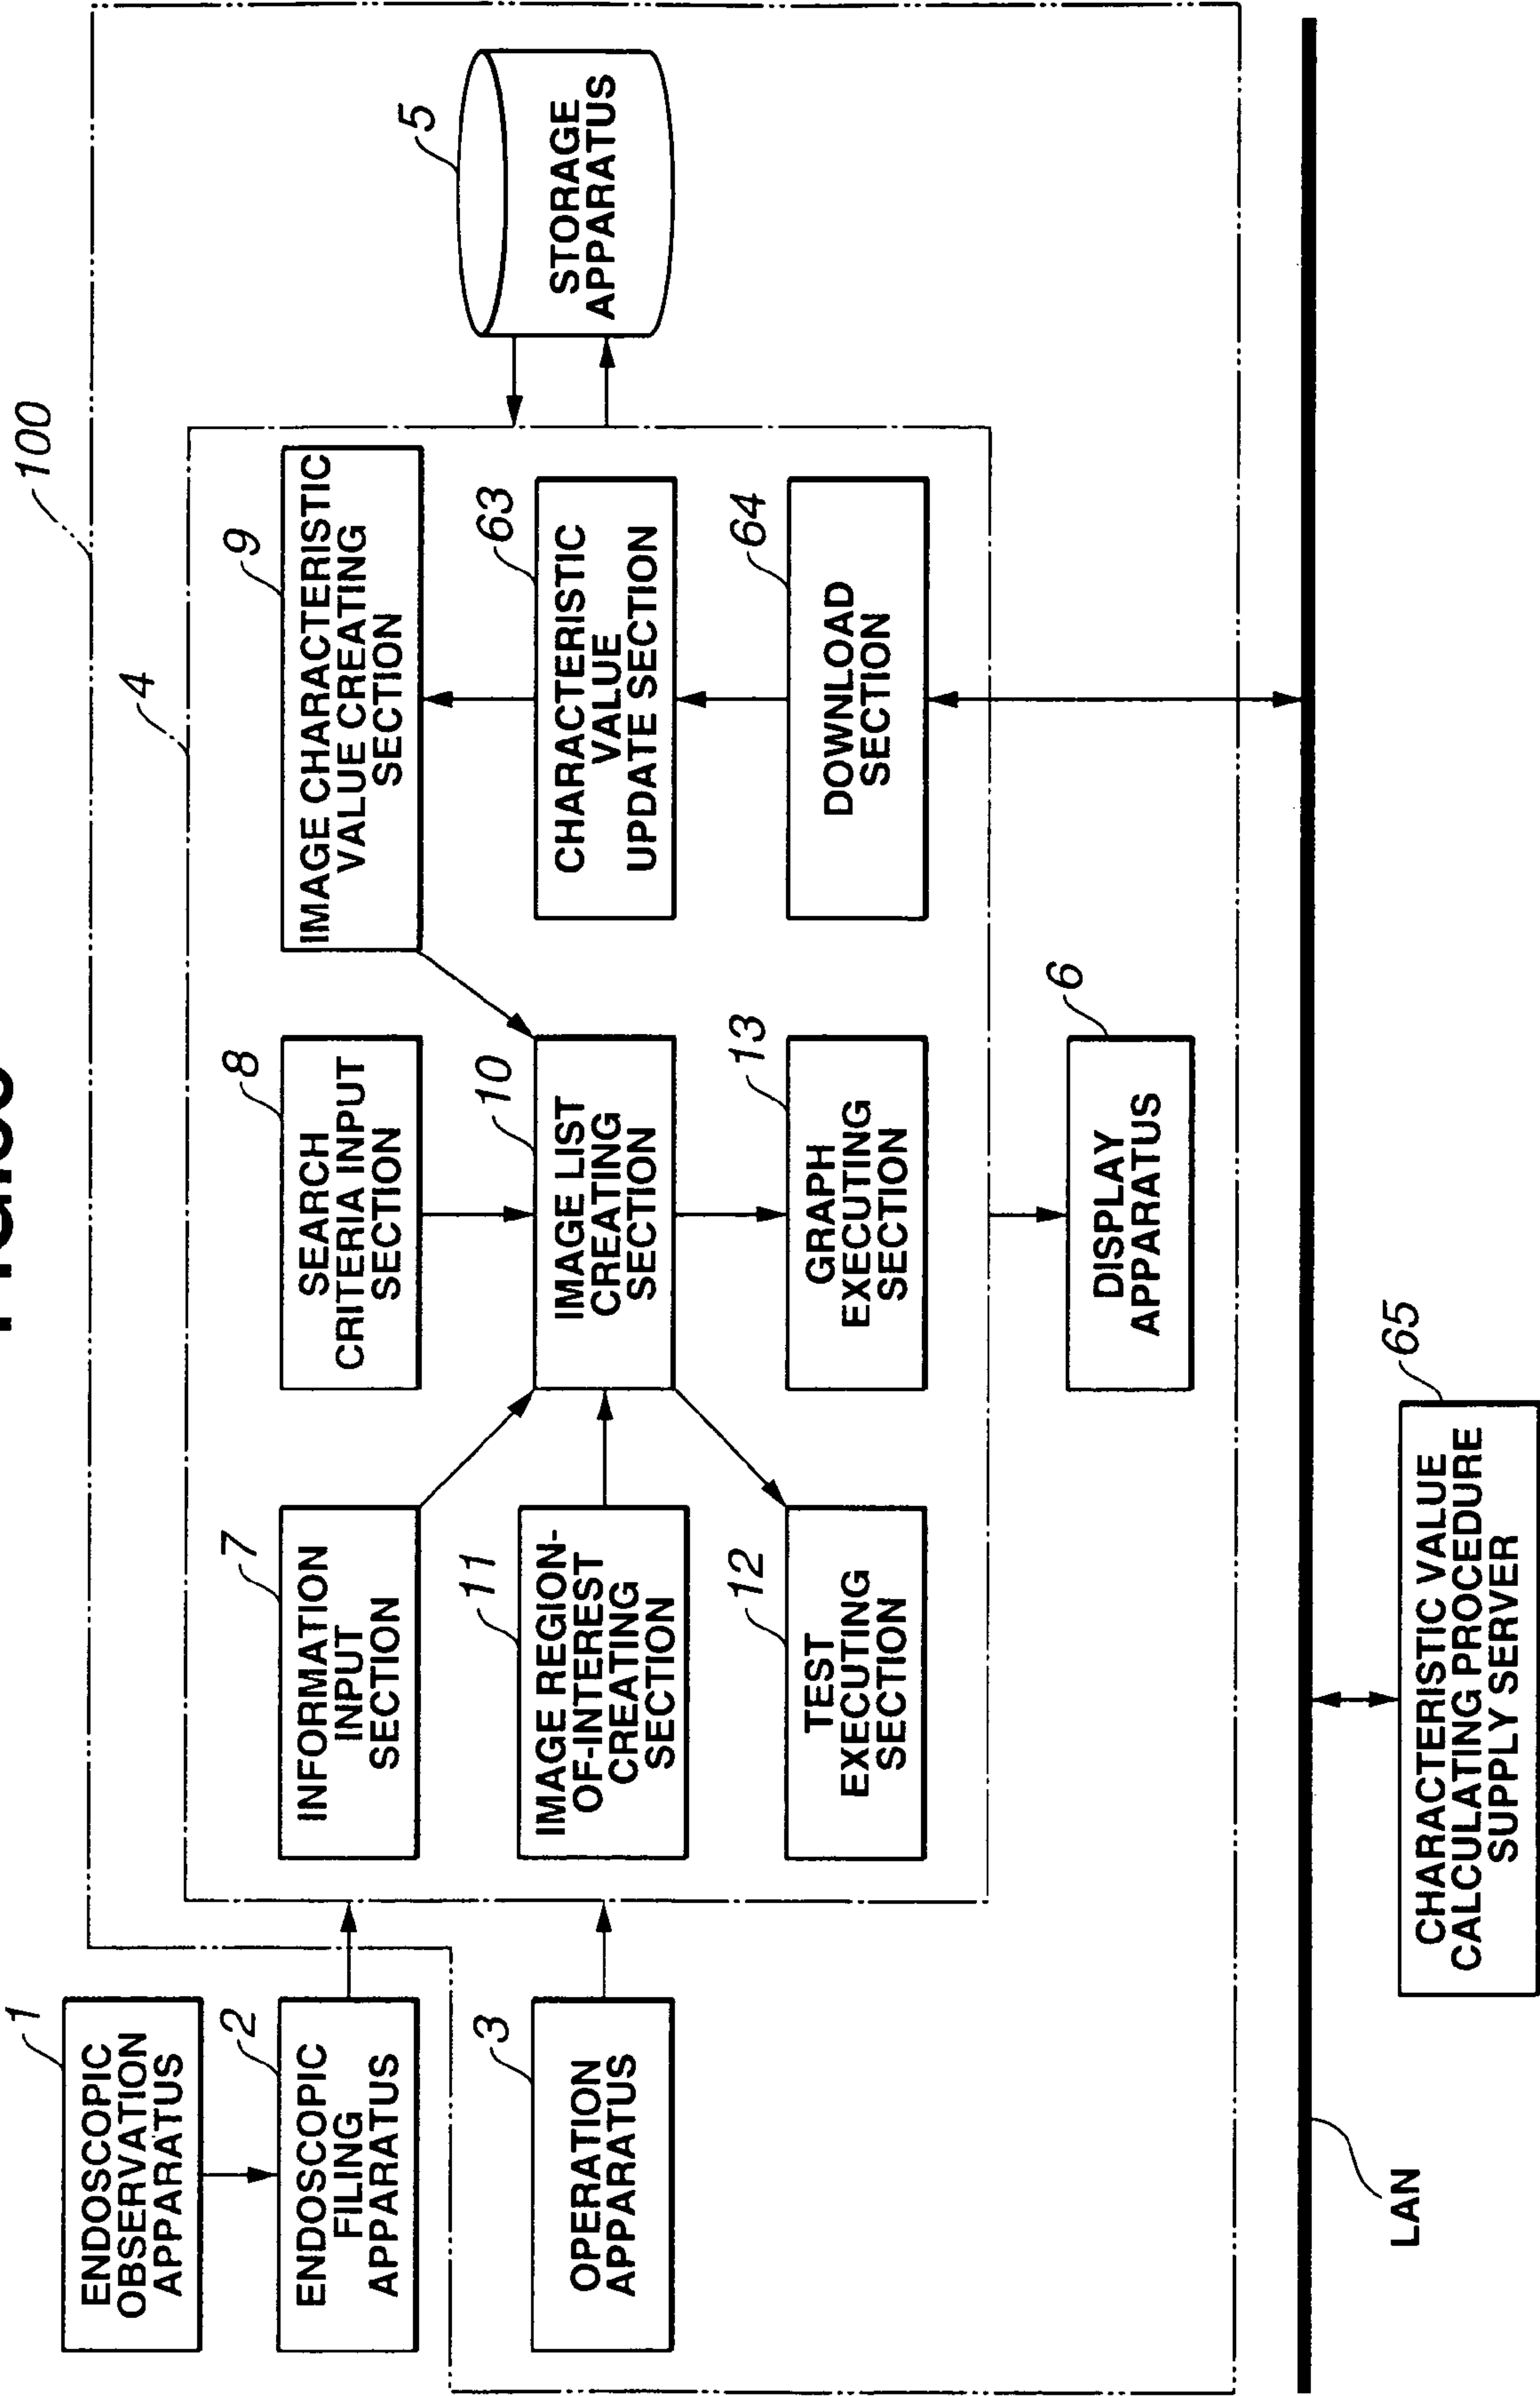 100
1
ENDOSCOPIC
OBSERVATION
APPARATUS
2
ENDOSCOPIC
FILING
APPARATUS
3
OPERATION
APPARATUS
4
7
INFORMATION
INPUT
SECTION
8
SEARCH
CRITERIA INPUT
SECTION
9
IMAGE CHARACTERISTIC
VALUE CREATING
SECTION
11
IMAGE REGION-
OF-INTEREST
CREATING
SECTION
10
IMAGE LIST
CREATING
SECTION
63
CHARACTERISTIC
VALUE
UPDATE SECTION
5
STORAGE
APPARATUS
12
TEST
EXECUTING
SECTION
13
GRAPH
EXECUTING
SECTION
64
DOWNLOAD
SECTION
6
DISPLAY
APPARATUS
LAN
65
CHARACTERISTIC VALUE
CALCULATING PROCEDURE
SUPPLY SERVER